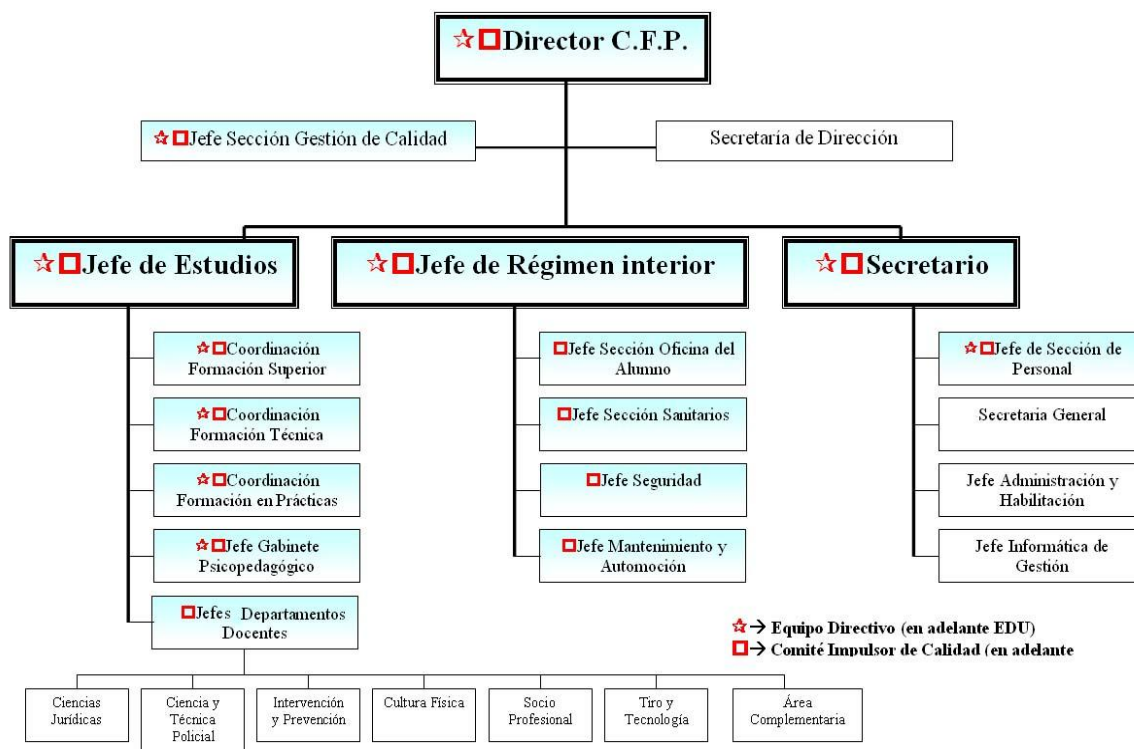 Director C.F.P.
Jefe Sección Gestión de Calidad
Secretaría de Dirección
Jefe de Estudios
Jefe de Régimen interior
Secretario
Coordinación
Formación Superior
Coordinación
Formación Técnica
Coordinación
Formación en Prácticas
Jefe Gabinete
Psicopedagógico
Jefes Departamentos
Docentes
Jefe Sección Oficina del
Alumno
Jefe Sección Sanitarios
Jefe Seguridad
Jefe Mantenimiento y
Automoción
Jefe de Sección de
Personal
Secretaria General
Jefe Administración y
Habilitación
Jefe Informática de
Gestión
→ Equipo Directivo (en adelante EDU)
→ Comité Impulsor de Calidad (en adelante
Ciencias
Jurídicas
Ciencia y
Técnica
Policial
Intervención
y Prevención
Cultura Física
Socio
Profesional
Tiro y
Tecnología
Área
Complementaria